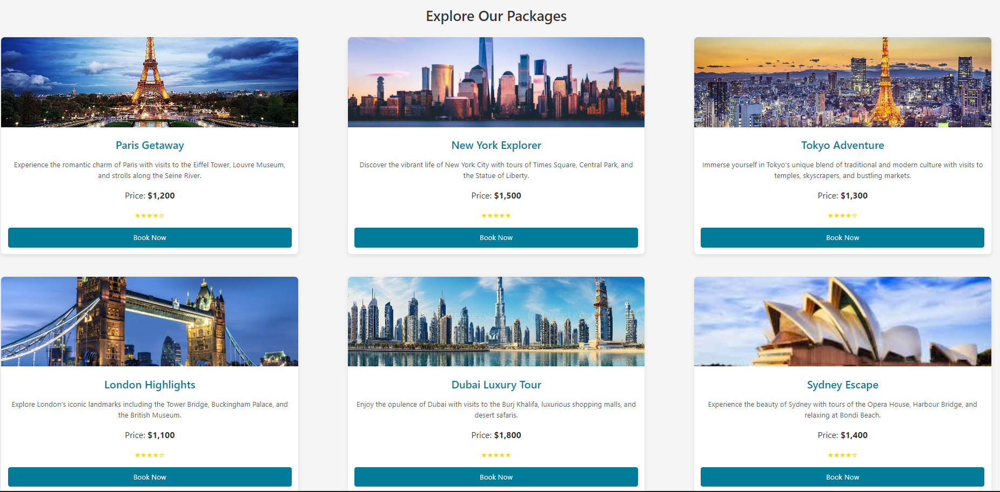 Explore Our Packages
Paris Getaway
Experience the romantic charm of Paris with visits to the Eiffel Tower, Louvre Museum,
and strolls along the Seine River.
Price: $1,200
★★★★☆
Book Now
New York Explorer
Discover the vibrant life of New York City with tours of Times Square, Central Park, and
the Statue of Liberty.
Price: $1,500
★★★★★
Book Now
Tokyo Adventure
Immerse yourself in Tokyo's unique blend of traditional and modern culture with visits to
temples, skyscrapers, and bustling markets.
Price: $1,300
★★★★☆
Book Now
London Highlights
Explore London's iconic landmarks including the Tower Bridge, Buckingham Palace, and
the British Museum.
Price: $1,100
★★★★☆
Book Now
Dubai Luxury Tour
Enjoy the opulence of Dubai with visits to the Burj Khalifa, luxurious shopping malls, and
desert safaris.
Price: $1,800
★★★★★
Book Now
Sydney Escape
Experience the beauty of Sydney with tours of the Opera House, Harbour Bridge, and
relaxing at Bondi Beach.
Price: $1,400
★★★★☆
Book Now